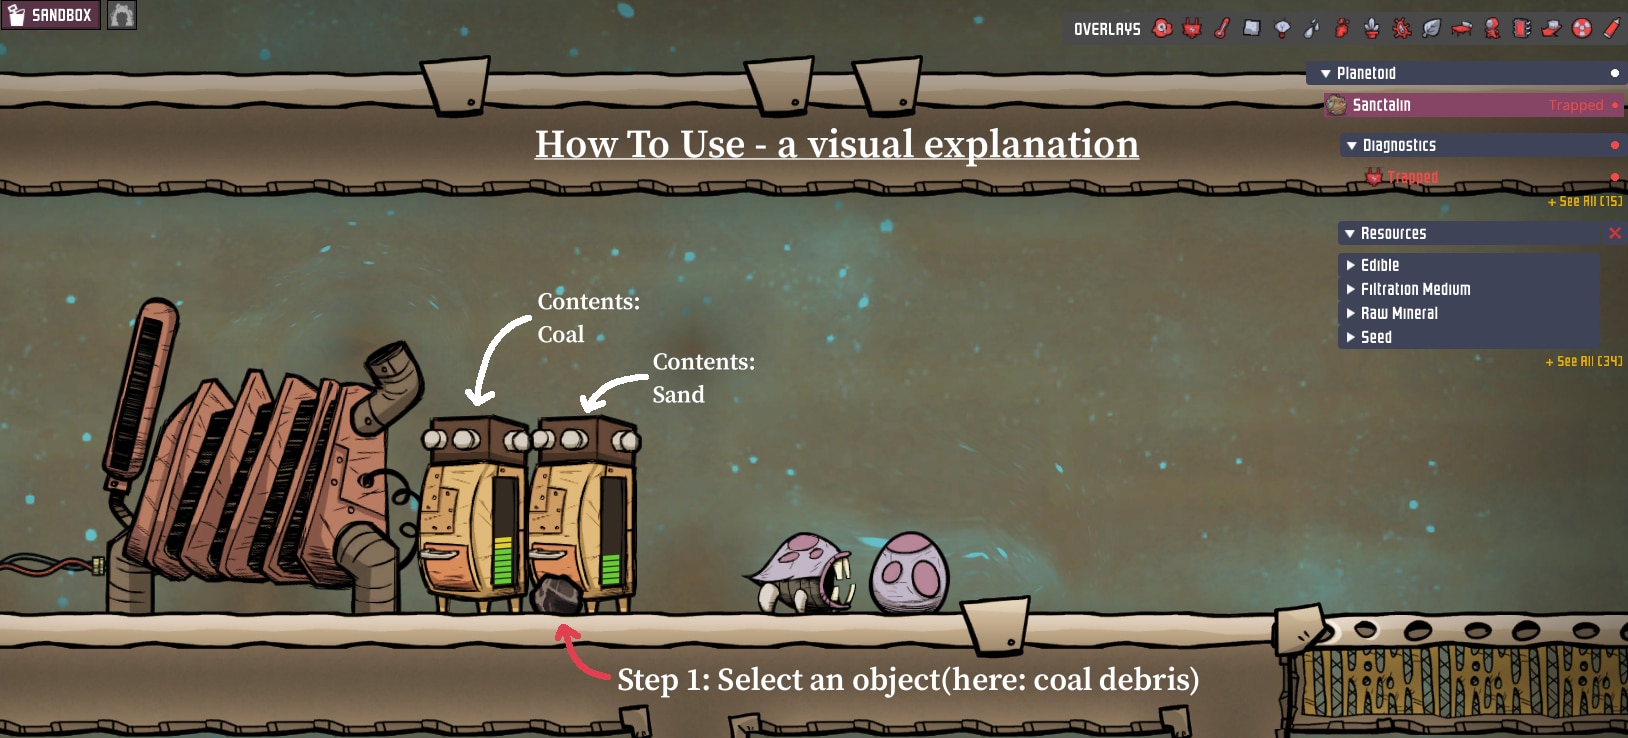 SANDBOX
OVERLAYS
Planetoid
Sanctalin Trapped
How To Use - a visual explanation
Diagnostics
Trapped
+ See All (15)
Resources
Edible
Filtration Medium
Raw Mineral
Seed
+ See All (34)
Contents:
Coal
Contents:
Sand
Step 1: Select an object(here: coal debris)